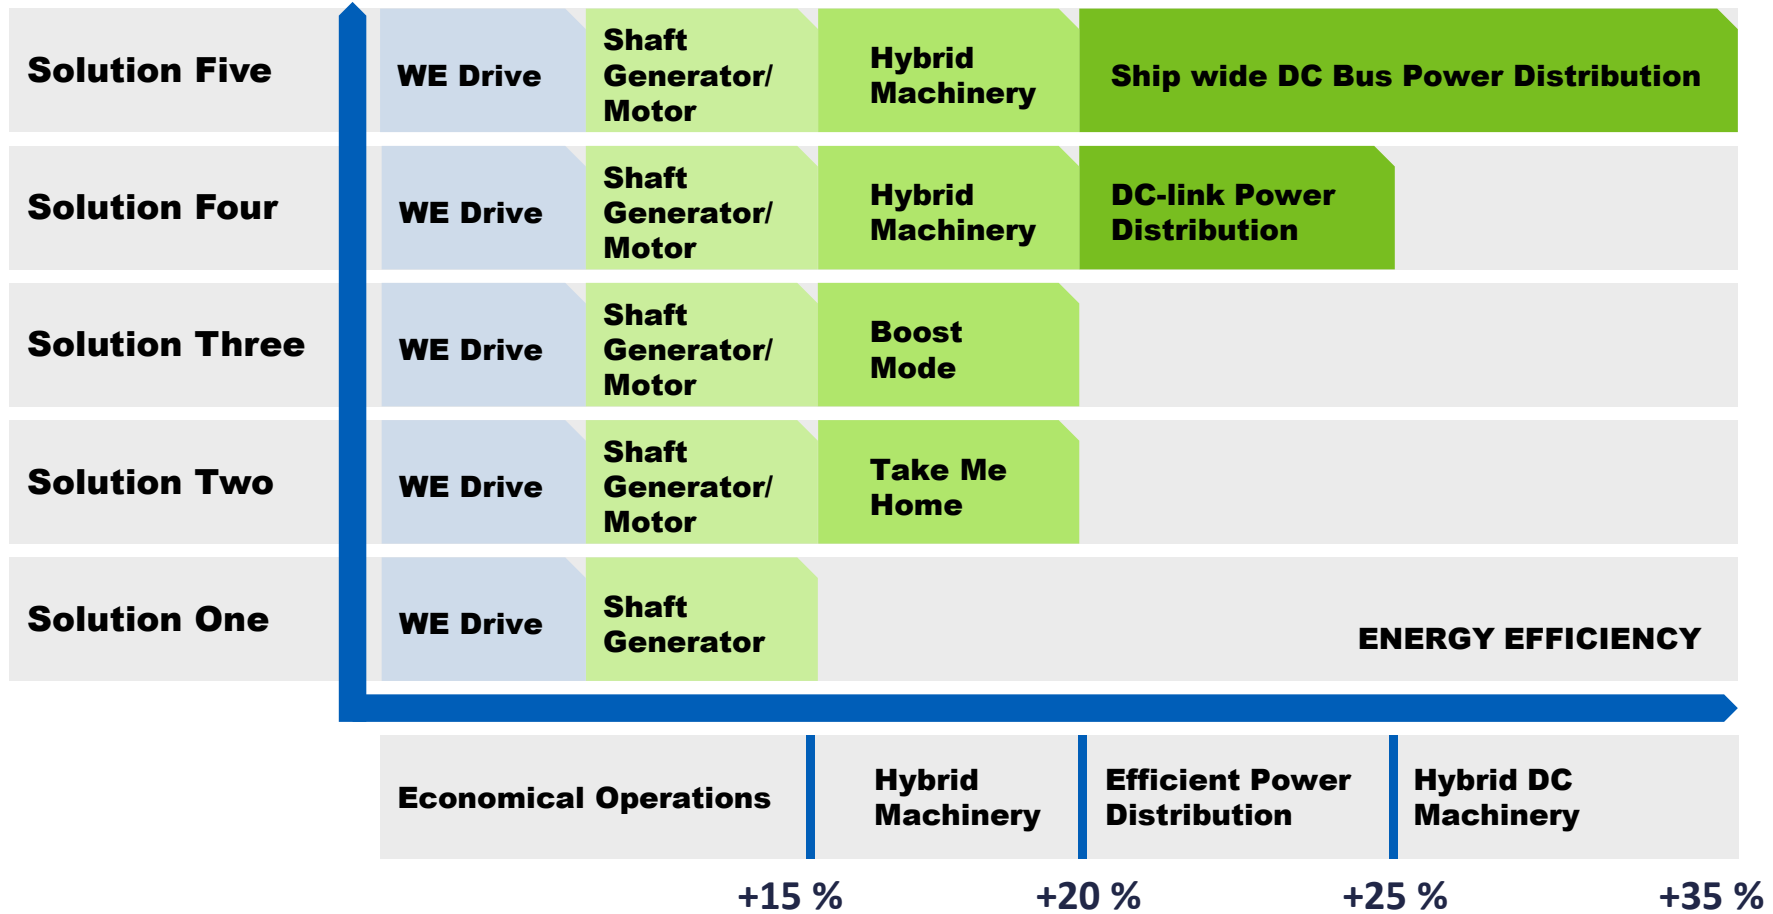 Solution Five
WE Drive
Shaft
Generator/
Motor
Hybrid
Machinery
Ship wide DC Bus Power Distribution
Solution Four
WE Drive
Shaft
Generator/
Motor
Hybrid
Machinery
DC-link Power
Distribution
Solution Three
WE Drive
Shaft
Generator/
Motor
Boost
Mode
Solution Two
WE Drive
Shaft
Generator/
Motor
Take Me
Home
Solution One
WE Drive
Shaft
Generator
ENERGY EFFICIENCY
Economical Operations
Hybrid
Machinery
Efficient Power
Distribution
Hybrid DC
Machinery
+15 %
+20 %
+25 %
+35 %